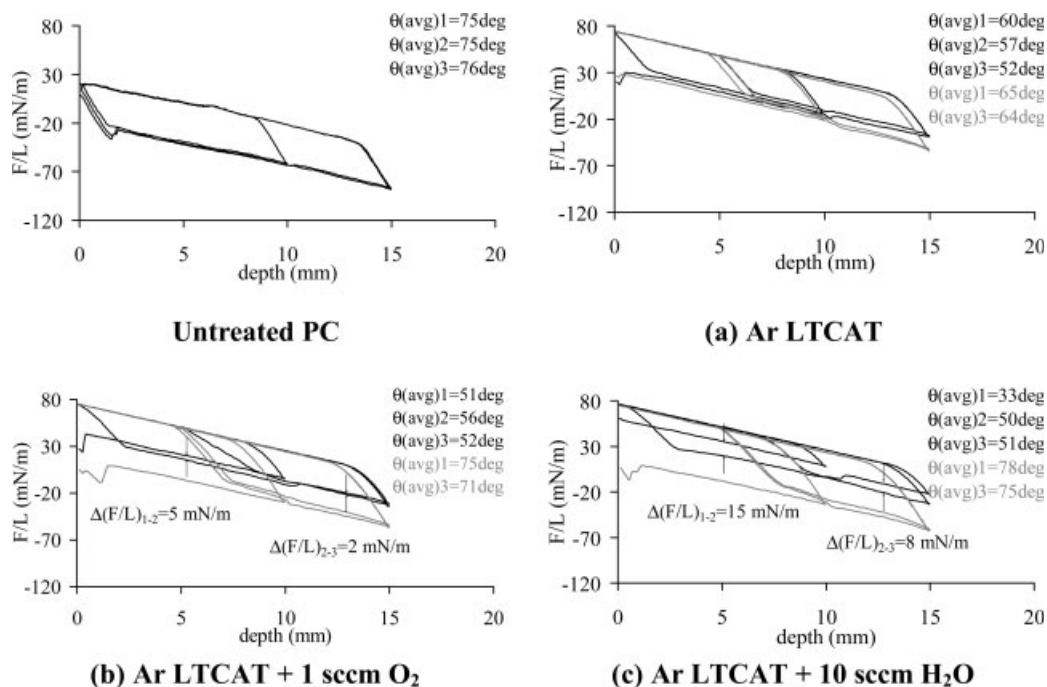 80
30
-20
-70
-120
F/L (mN/m)
0 5 10 15 20
depth (mm)
θ(avg)1=75deg
θ(avg)2=75deg
θ(avg)3=76deg
Untreated PC
80
30
-20
-70
-120
F/L (mN/m)
0 5 10 15 20
depth (mm)
θ(avg)1=60deg
θ(avg)2=57deg
θ(avg)3=52deg
θ(avg)1=65deg
θ(avg)3=64deg
(a) Ar LTCAT
80
30
-20
-70
-120
F/L (mN/m)
0 5 10 15 20
depth (mm)
θ(avg)1=51deg
θ(avg)2=56deg
θ(avg)3=52deg
θ(avg)1=75deg
θ(avg)3=71deg
Δ(F/L)₁₋₂=5 mN/m
Δ(F/L)₂₋₃=2 mN/m
(b) Ar LTCAT + 1 sccm O₂
80
30
-20
-70
-120
F/L (mN/m)
0 5 10 15 20
depth (mm)
θ(avg)1=33deg
θ(avg)2=50deg
θ(avg)3=51deg
θ(avg)1=78deg
θ(avg)3=75deg
Δ(F/L)₁₋₂=15 mN/m
Δ(F/L)₂₋₃=8 mN/m
(c) Ar LTCAT + 10 sccm H₂O